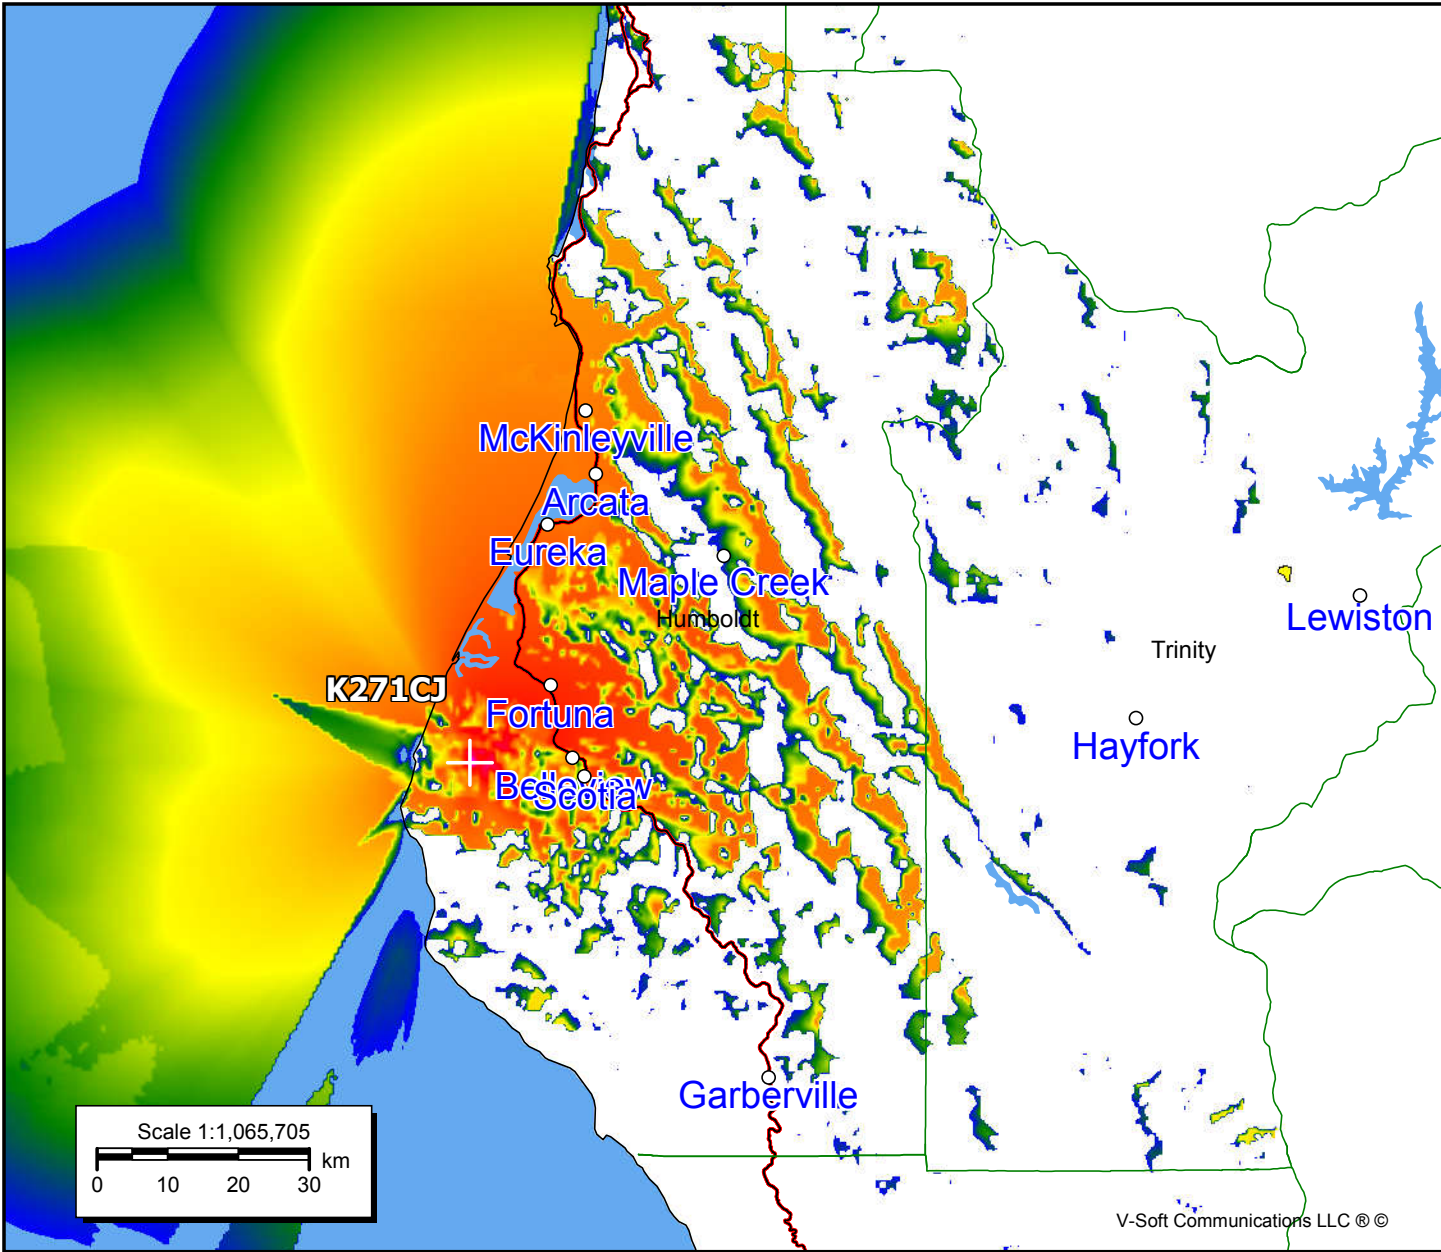 McKinleyville
Arcata
Eureka
Maple Creek
Humboldt
Lewiston
Trinity
K271CJ
Fortuna
Hayfork
Belleview
Scotia
Garberville
Scale 1:1,065,705
km
0 10 20 30
V-Soft Communications LLC ® ©